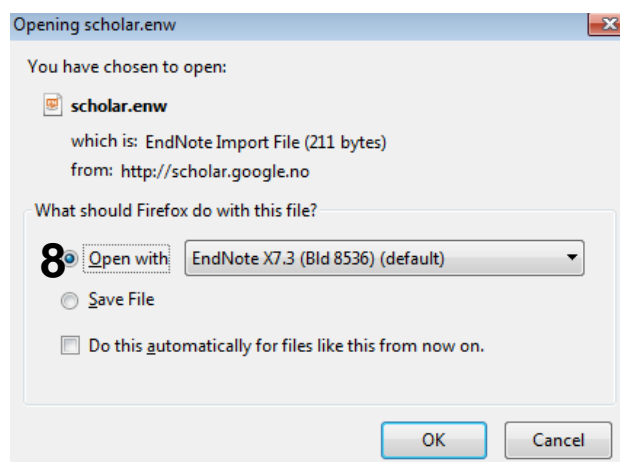 Opening scholar.enw
You have chosen to open:
scholar.enw
which is: EndNote Import File (211 bytes)
from: http://scholar.google.no
What should Firefox do with this file?
8 Open with EndNote X7.3 (Bld 8536) (default)
Save File
Do this automatically for files like this from now on.
OK Cancel